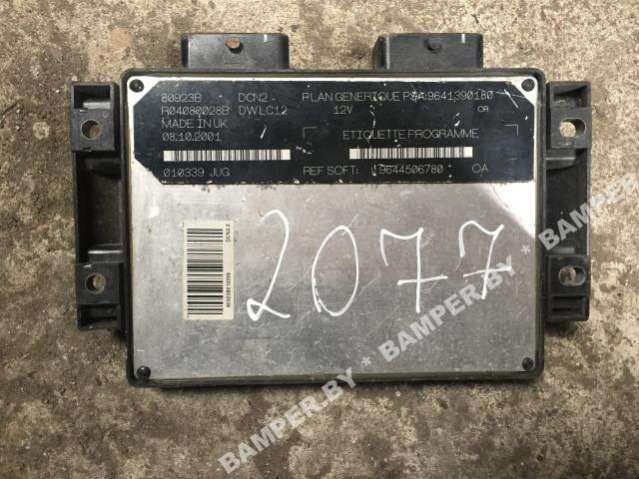 80923B DCN2- PLAN GENERIQUE PSA:9641390180
R04080028B DWLC12 12V OR
MADE IN UK
08.10.2001 ETIQUETTE PROGRAMME
010339 JUG REF SOFT: 9644506780 OA
2077
BAMPER.BY * BAMPER.BY * BAMPER.BY